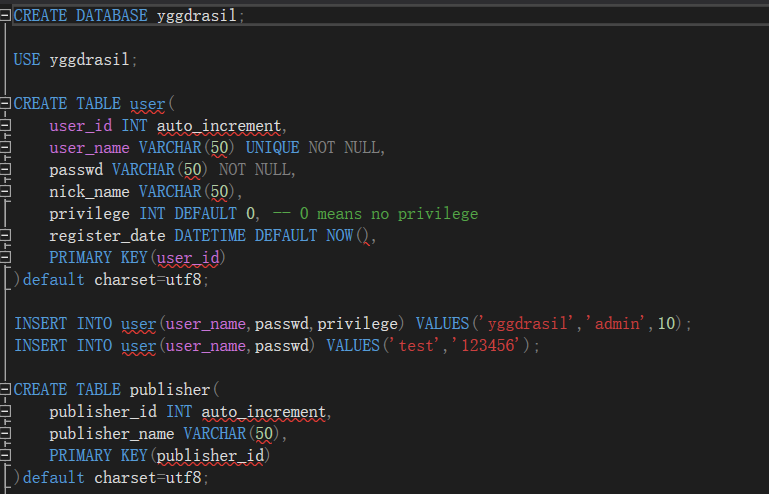 CREATE DATABASE yggdrasil;
USE yggdrasil;
CREATE TABLE user(
user_id INT auto_increment,
user_name VARCHAR(50) UNIQUE NOT NULL,
passwd VARCHAR(50) NOT NULL,
nick_name VARCHAR(50),
privilege INT DEFAULT 0, -- 0 means no privilege
register_date DATETIME DEFAULT NOW(),
PRIMARY KEY(user_id)
)default charset=utf8;
INSERT INTO user(user_name,passwd,privilege) VALUES('yggdrasil','admin',10);
INSERT INTO user(user_name,passwd) VALUES('test','123456');
CREATE TABLE publisher(
publisher_id INT auto_increment,
publisher_name VARCHAR(50),
PRIMARY KEY(publisher_id)
)default charset=utf8;